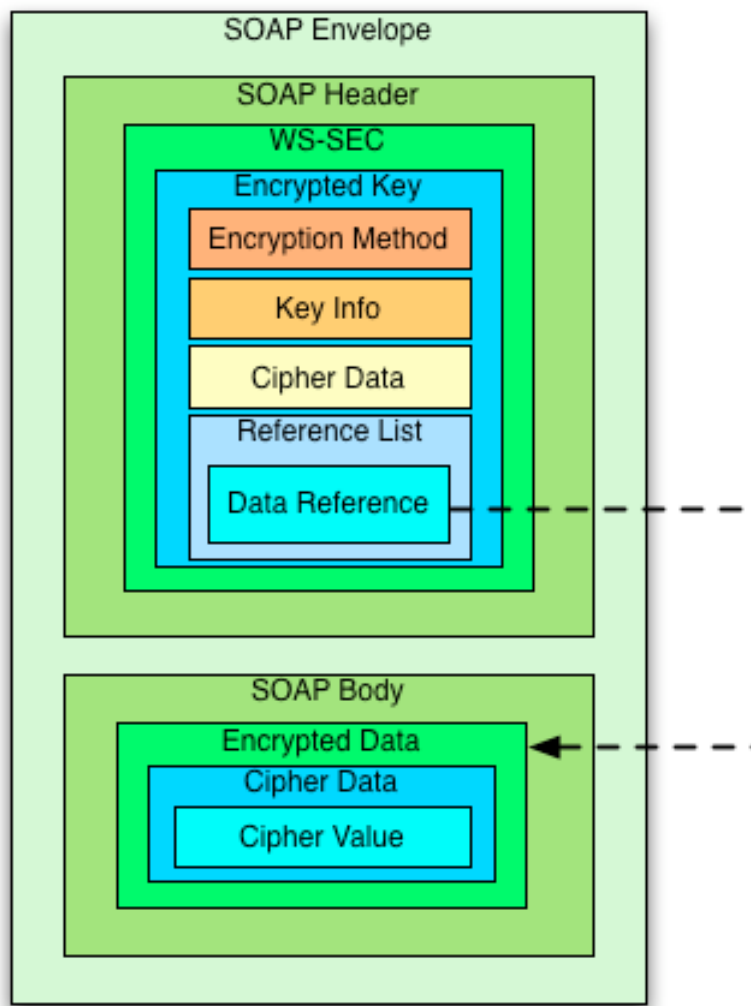 SOAP Envelope
SOAP Header
WS-SEC
Encrypted Key
Encryption Method
Key Info
Cipher Data
Reference List
Data Reference
SOAP Body
Encrypted Data
Cipher Data
Cipher Value